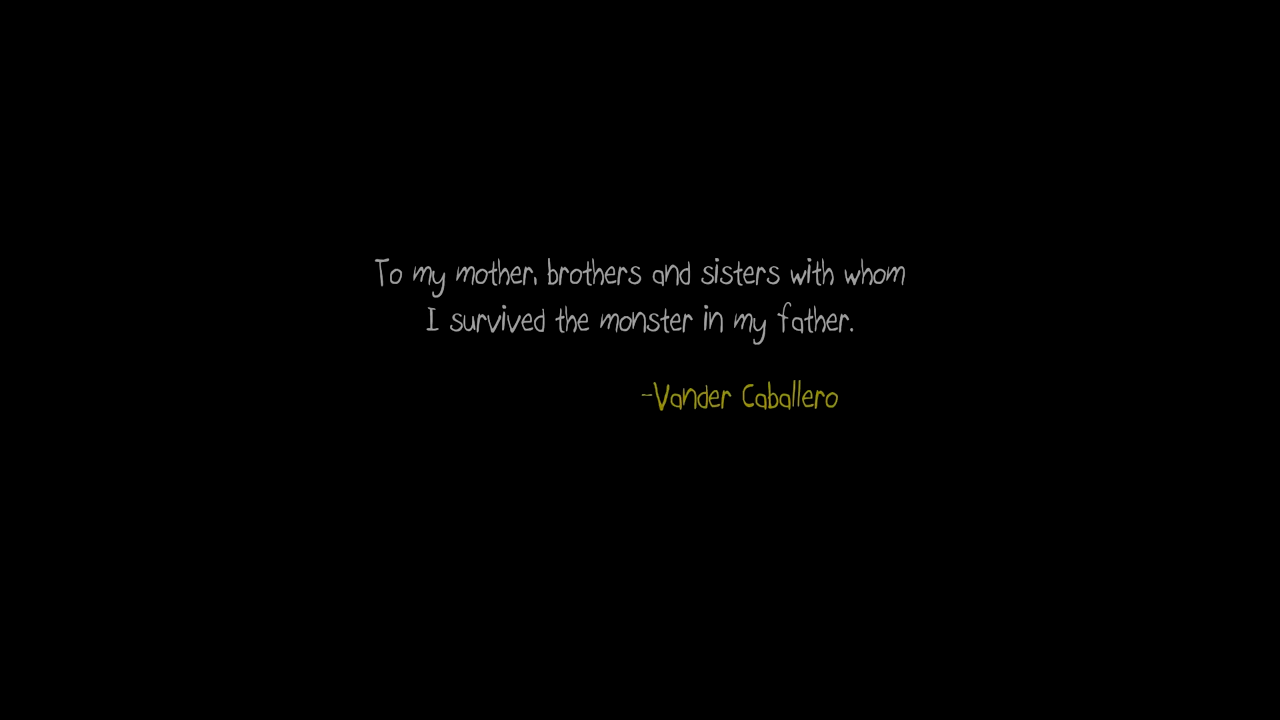 To my mother, brothers and sisters with whom
I survived the monster in my father.
-Vander Caballero